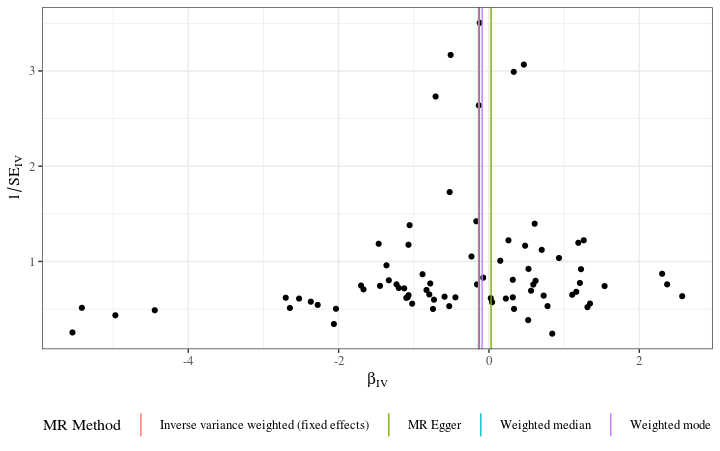 3
2
1
1/SE_IV
-4
-2
0
2
β_IV
MR Method
Inverse variance weighted (fixed effects)
MR Egger
Weighted median
Weighted mode